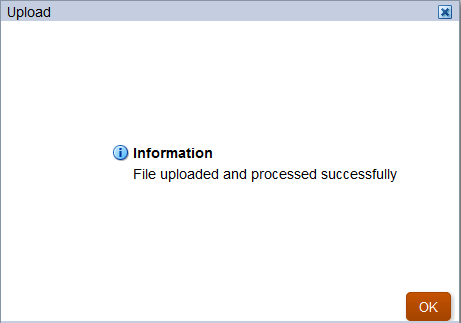 Upload
Information
File uploaded and processed successfully
OK